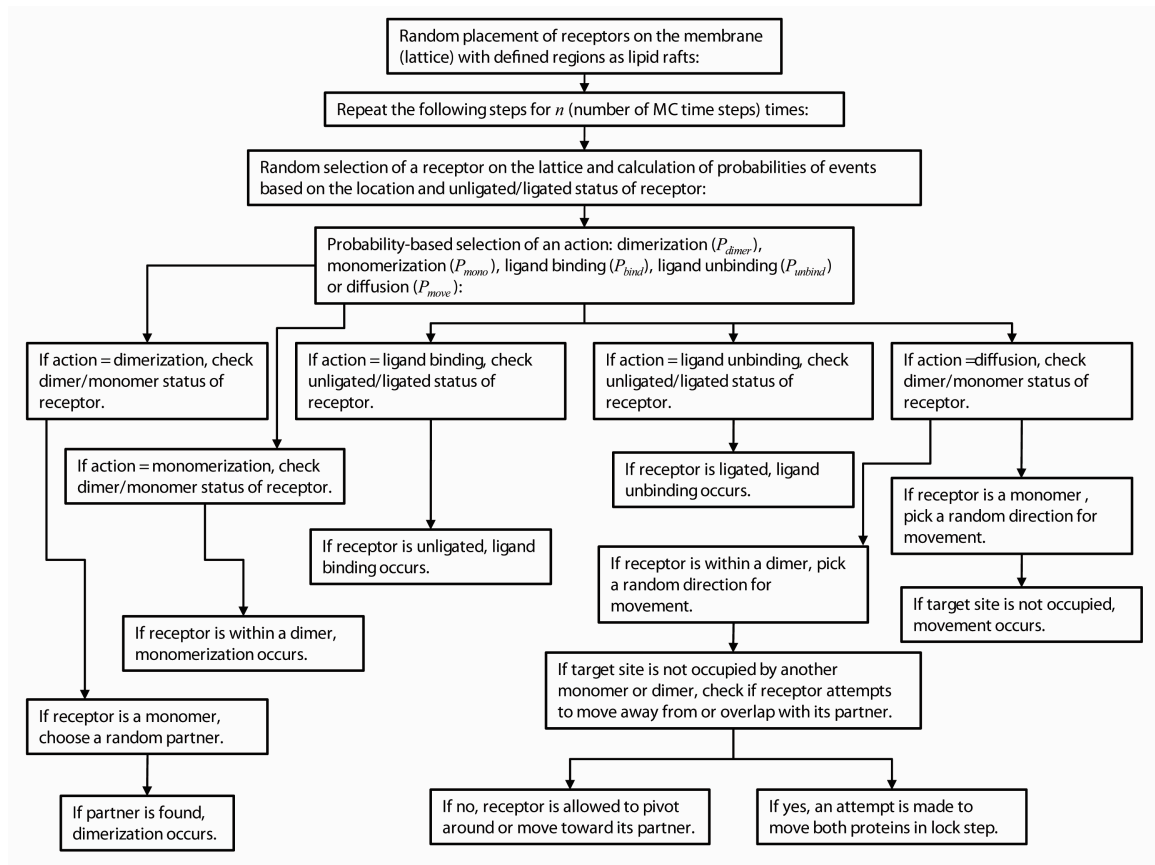 Random placement of receptors on the membrane
(lattice) with defined regions as lipid rafts:
Repeat the following steps for n (number of MC time steps) times:
Random selection of a receptor on the lattice and calculation of probabilities of events
based on the location and unligated/ligated status of receptor:
Probability-based selection of an action: dimerization (P_dimer),
monomerization (P_mono), ligand binding (P_bind), ligand unbinding (P_unbind)
or diffusion (P_move):
If action = dimerization, check
dimer/monomer status of
receptor.
If action = ligand binding, check
unligated/ligated status of
receptor.
If action = ligand unbinding, check
unligated/ligated status of
receptor.
If action =diffusion, check
dimer/monomer status of
receptor.
If action = monomerization, check
dimer/monomer status of receptor.
If receptor is ligated, ligand
unbinding occurs.
If receptor is a monomer ,
pick a random direction for
movement.
If receptor is unligated, ligand
binding occurs.
If receptor is within a dimer, pick
a random direction for
movement.
If target site is not occupied,
movement occurs.
If receptor is within a dimer,
monomerization occurs.
If target site is not occupied by another
monomer or dimer, check if receptor attempts
to move away from or overlap with its partner.
If receptor is a monomer,
choose a random partner.
If partner is found,
dimerization occurs.
If no, receptor is allowed to pivot
around or move toward its partner.
If yes, an attempt is made to
move both proteins in lock step.